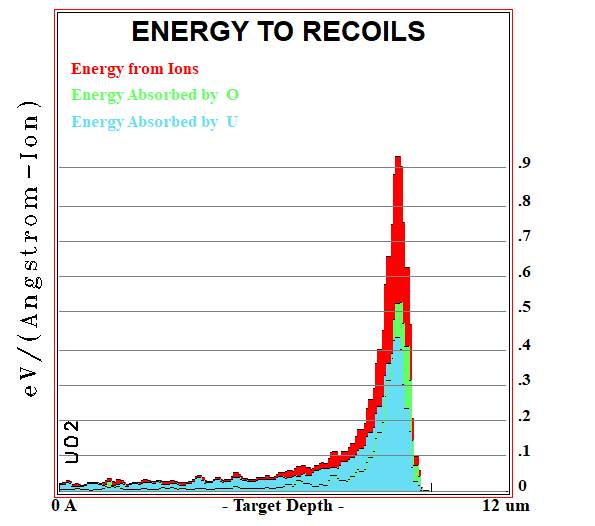 ENERGY TO RECOILS
Energy from Ions
Energy Absorbed by O
Energy Absorbed by U
eV/(Angstrom-Ion)
.9
.8
.7
.6
.5
.4
.3
.2
.1
0
UO2
0 A
- Target Depth -
12 um